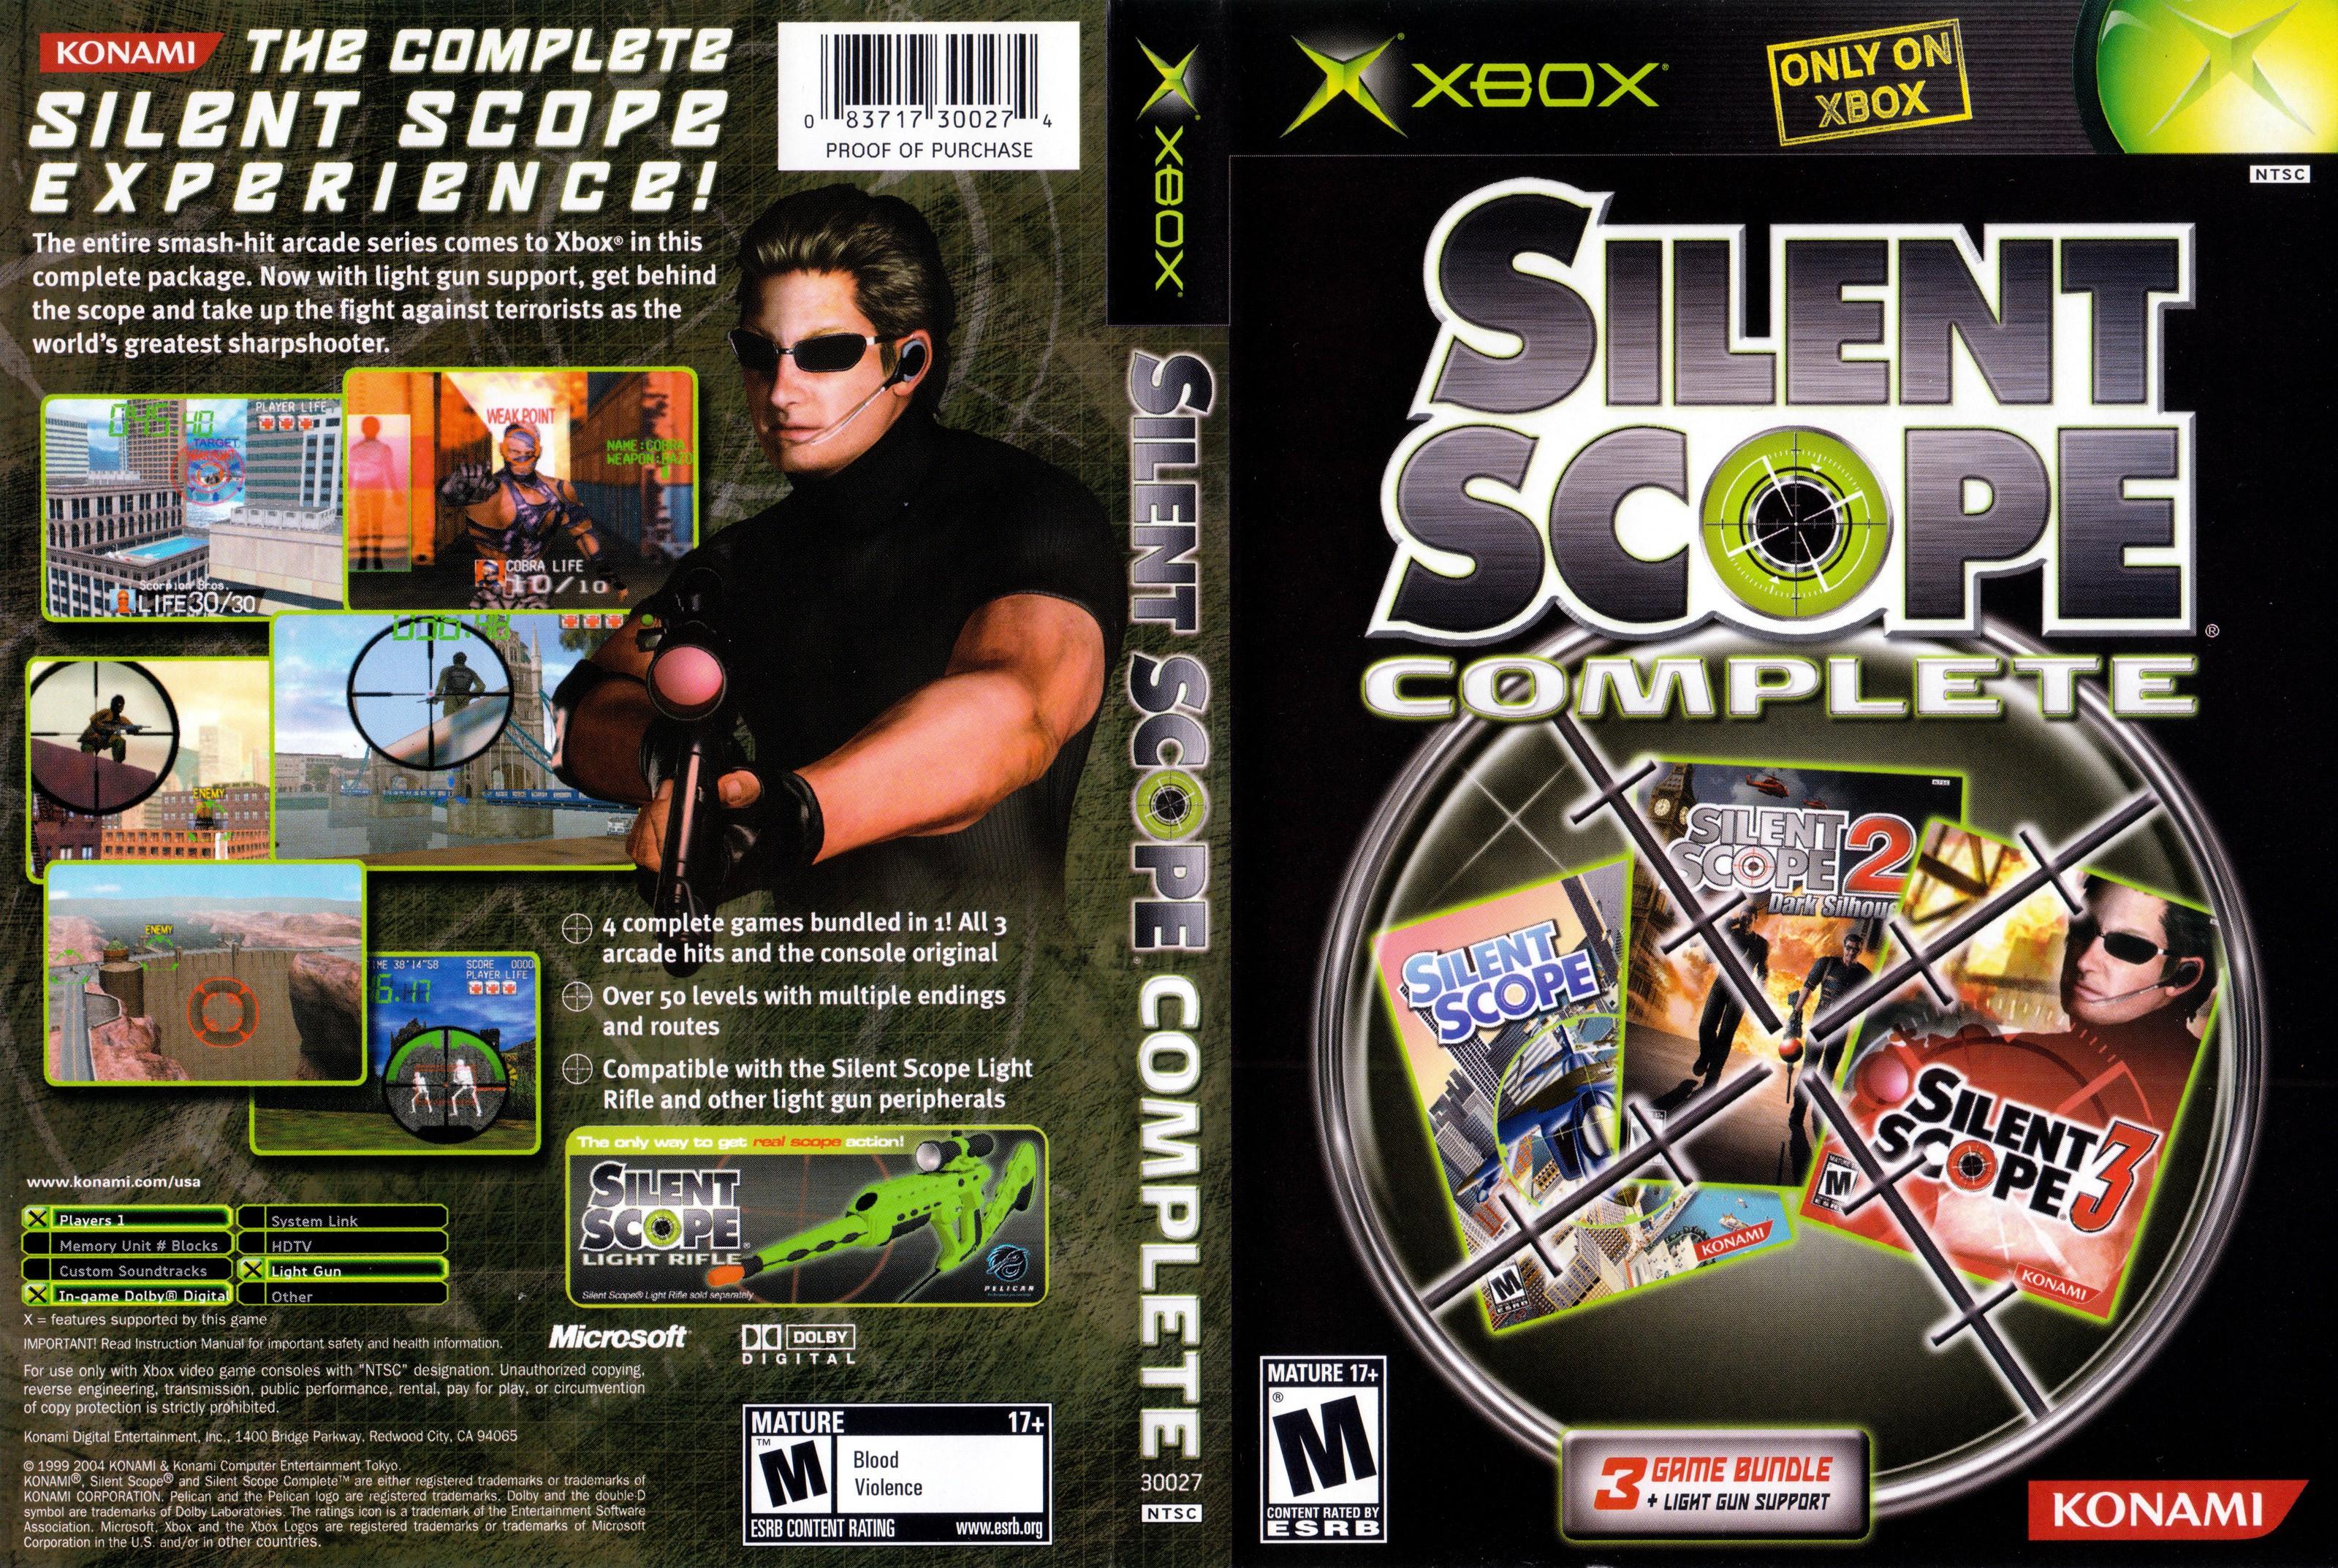 KONAMI
THE COMPLETE
SILENT SCOPE
EXPERIENCE!
The entire smash-hit arcade series comes to Xbox® in this
complete package. Now with light gun support, get behind
the scope and take up the fight against terrorists as the
world's greatest sharpshooter.
0 83717 30027 4
PROOF OF PURCHASE
PLAYER LIFE
TARGET
Scorpion Bros.
LIFE 30/30
WEAK POINT
NAME:COBRA
COBRA LIFE
10/10
ENEMY
ENEMY
TIME 38'14"58
SCORE 0000
PLAYER LIFE
4 complete games bundled in 1! All 3
arcade hits and the console original
Over 50 levels with multiple endings
and routes
Compatible with the Silent Scope Light
Rifle and other light gun peripherals
The only way to get real scope action!
SILENT
SCOPE®
LIGHT RIFLE
PELICAN
Silent Scope® Light Rifle sold separately
www.konami.com/usa
X Players 1
System Link
Memory Unit # Blocks
HDTV
Custom Soundtracks
X Light Gun
X In-game Dolby® Digital
Other
X = features supported by this game
IMPORTANT! Read Instruction Manual for important safety and health information.
For use only with Xbox video game consoles with "NTSC" designation. Unauthorized copying,
reverse engineering, transmission, public performance, rental, pay for play, or circumvention
of copy protection is strictly prohibited.
Konami Digital Entertainment, Inc., 1400 Bridge Parkway, Redwood City, CA 94065
© 1999 2004 KONAMI & Konami Computer Entertainment Tokyo.
KONAMI®, Silent Scope® and Silent Scope Complete™ are either registered trademarks or trademarks of
KONAMI CORPORATION. Pelican and the Pelican logo are registered trademarks. Dolby and the double-D
symbol are trademarks of Dolby Laboratories. The ratings icon is a trademark of the Entertainment Software
Association. Microsoft, Xbox and the Xbox Logos are registered trademarks or trademarks of Microsoft
Corporation in the U.S. and/or in other countries.
Microsoft®
DOLBY
DIGITAL
MATURE 17+
M
™
Blood
Violence
ESRB CONTENT RATING www.esrb.org
XBOX®
SILENT SCOPE® COMPLETE
30027
NTSC
XBOX®
ONLY ON
XBOX
NTSC
SILENT
SCOPE®
COMPLETE
SILENT
SCOPE
KONAMI
M
ESRB
SILENT
SCOPE 2
Dark Silhoue
SILENT
SCOPE 3
M
ESRB
KONAMI
MATURE 17+
M®
CONTENT RATED BY
ESRB
3 GAME BUNDLE
+ LIGHT GUN SUPPORT
KONAMI